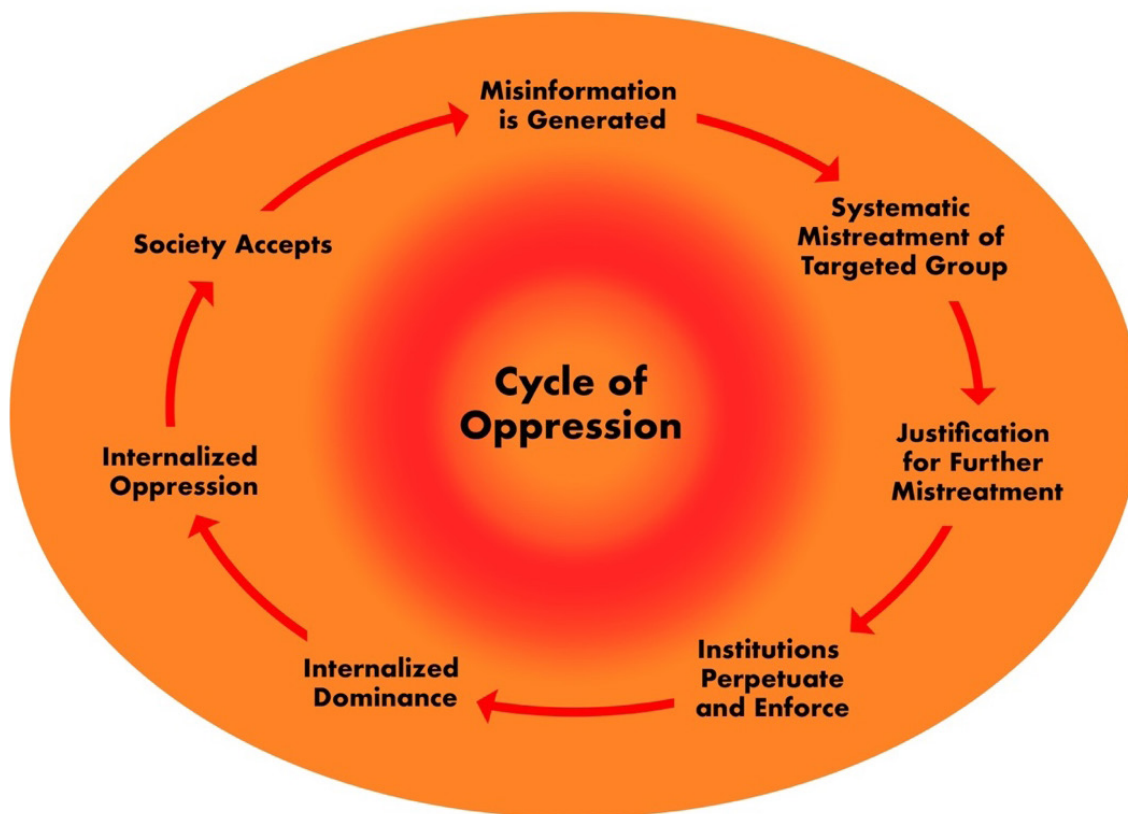 Misinformation
is Generated
Systematic
Mistreatment of
Targeted Group
Justification
for Further
Mistreatment
Institutions
Perpetuate
and Enforce
Internalized
Dominance
Internalized
Oppression
Society Accepts
Cycle of
Oppression